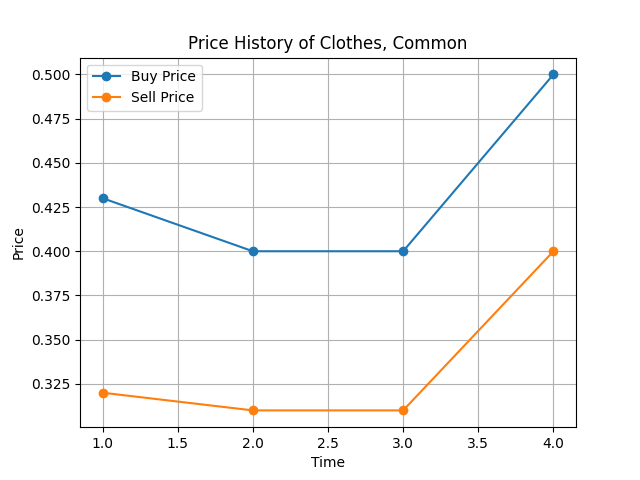 Price History of Clothes, Common
Buy Price
Sell Price
0.500
0.475
0.450
0.425
0.400
0.375
0.350
0.325
Price
1.0 1.5 2.0 2.5 3.0 3.5 4.0
Time